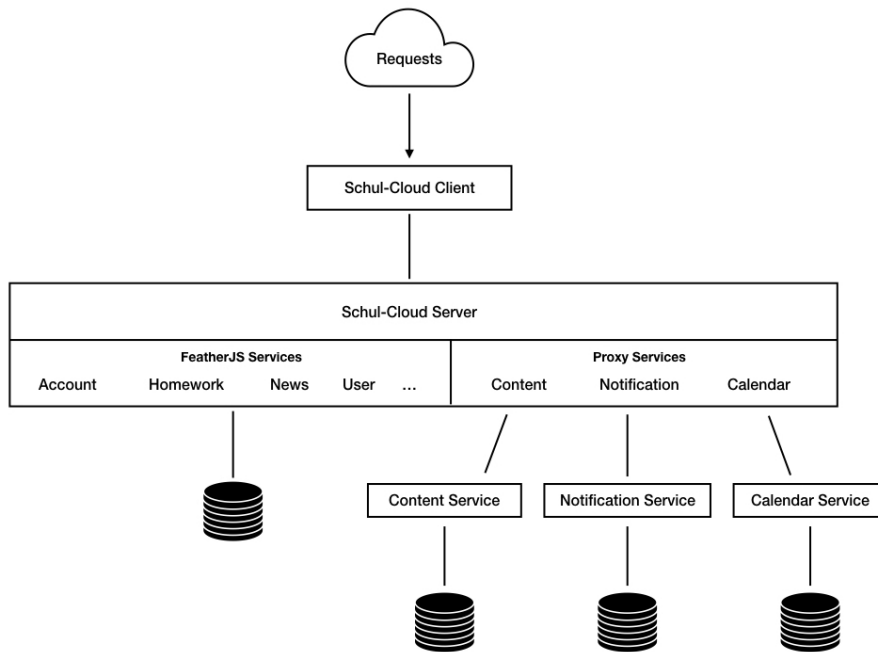 Requests
Schul-Cloud Client
Schul-Cloud Server
FeatherJS Services
Account Homework News User ...
Proxy Services
Content Notification Calendar
Content Service
Notification Service
Calendar Service